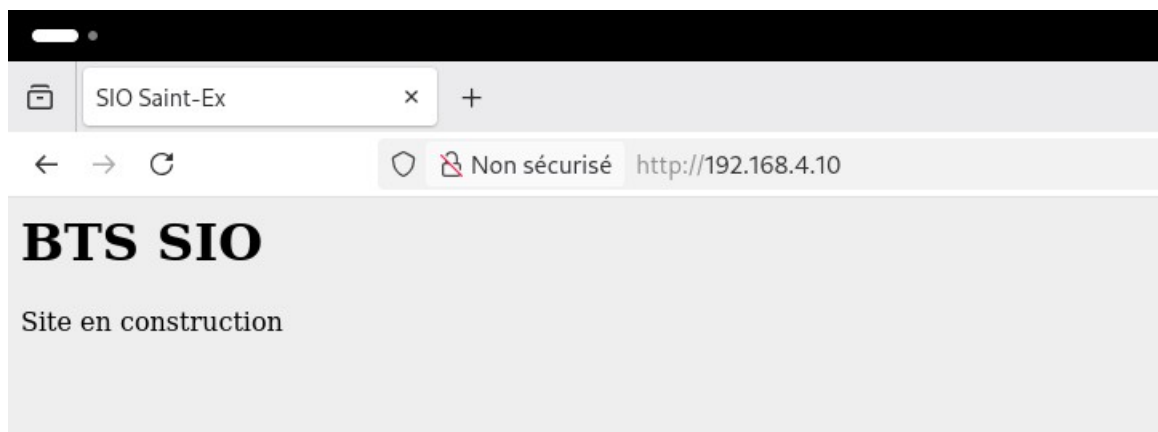 SIO Saint-Ex
Non sécurisé http://192.168.4.10
BTS SIO
Site en construction